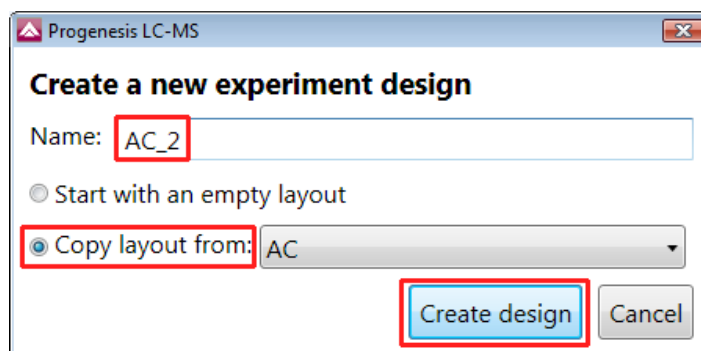 Progenesis LC-MS
Create a new experiment design
Name: AC_2
Start with an empty layout
Copy layout from: AC
Create design Cancel